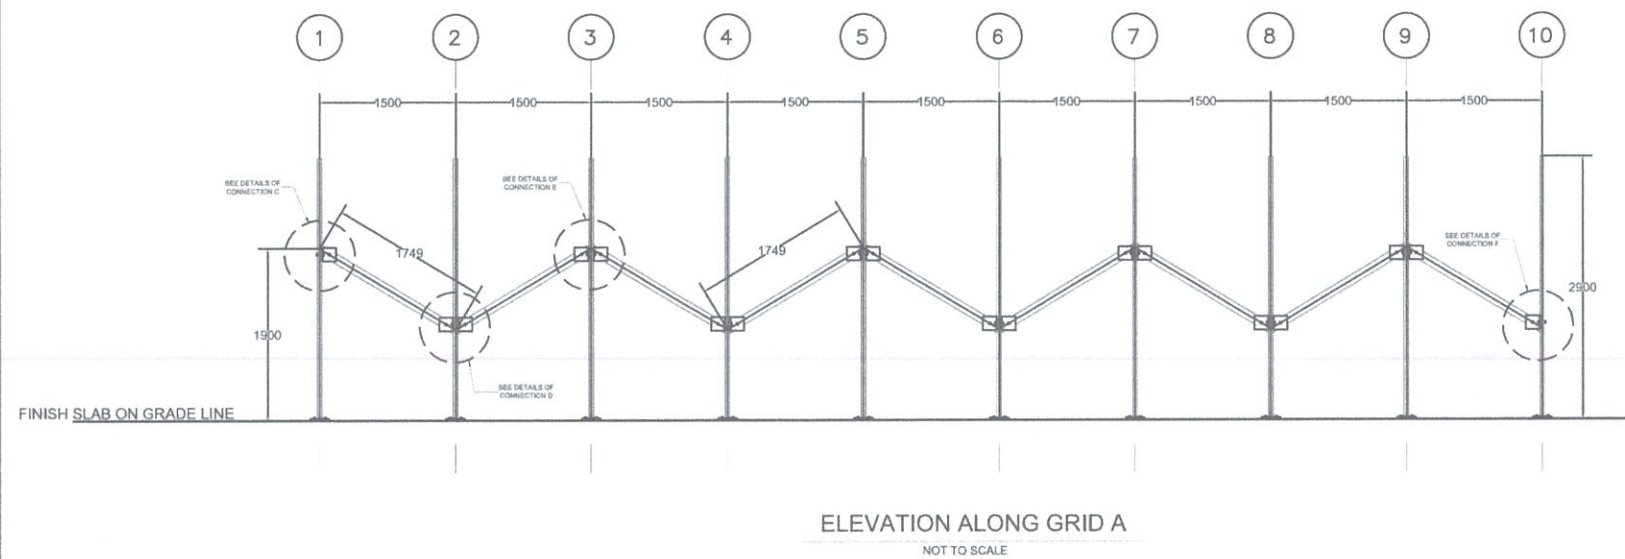 1 2 3 4 5 6 7 8 9 10
1500 1500 1500 1500 1500 1500 1500 1500 1500
SEE DETAILS OF
CONNECTION C
SEE DETAILS OF
CONNECTION E
SEE DETAILS OF
CONNECTION F
1749
1749
2900
1900
SEE DETAILS OF
CONNECTION D
FINISH SLAB ON GRADE LINE
ELEVATION ALONG GRID A
NOT TO SCALE